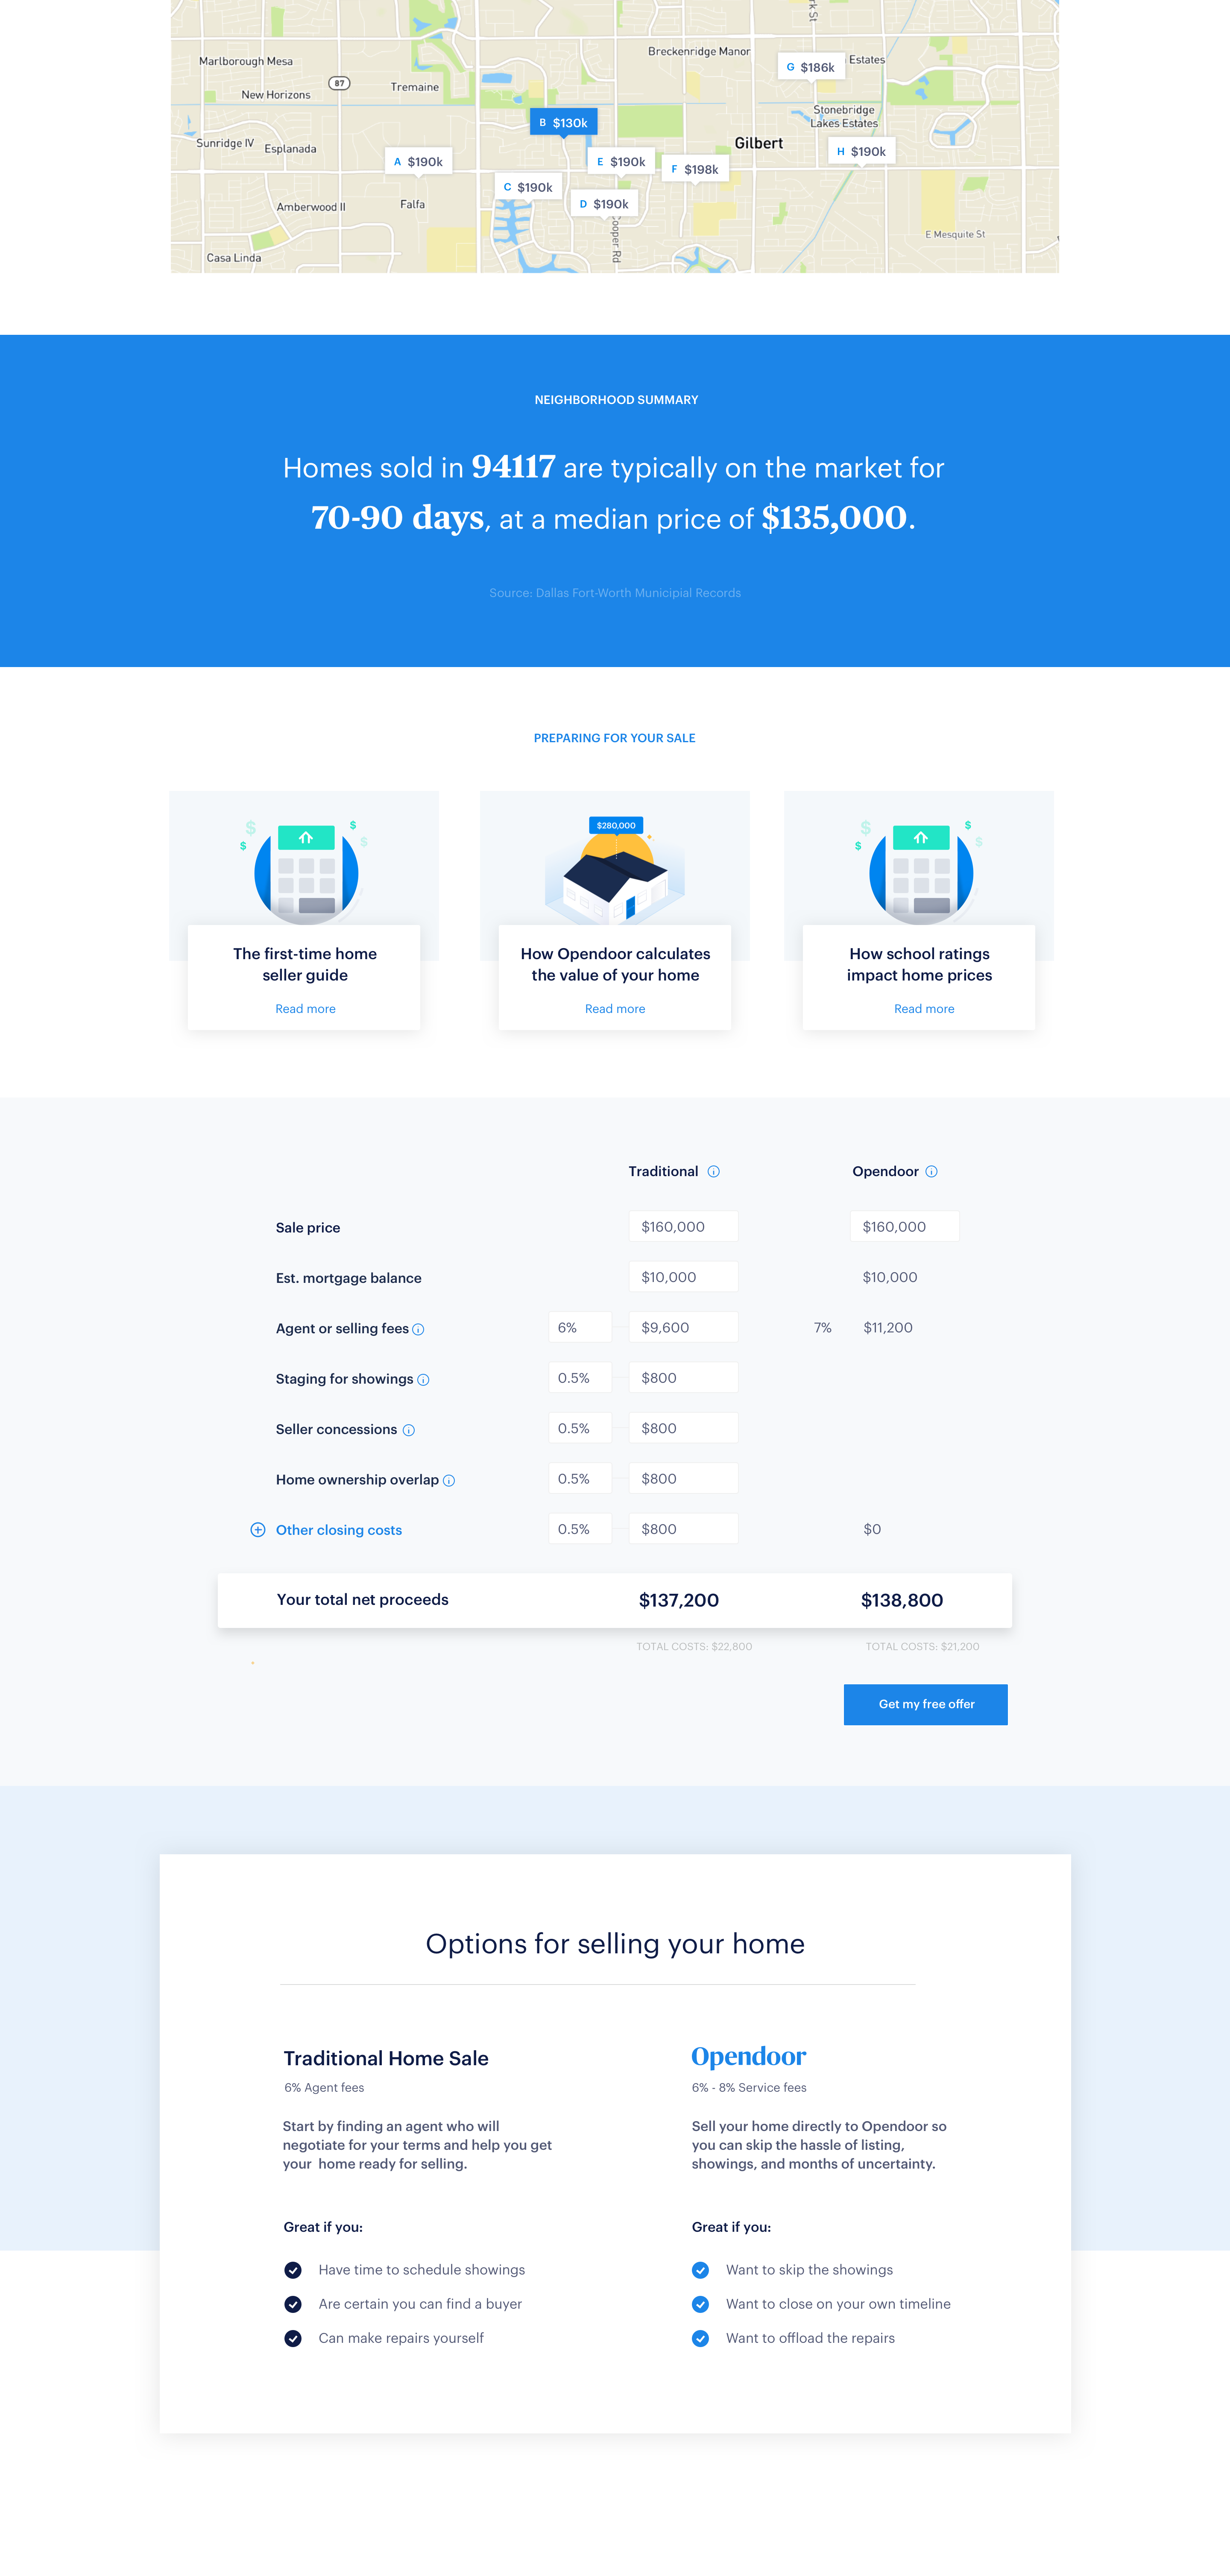 rk St
Breckenridge Manor
Marlborough Mesa
G $186k
Estates
87
Tremaine
New Horizons
Stonebridge
Lakes Estates
B $130k
Sunridge IV
Esplanada
Gilbert
H $190k
A $190k
E $190k
F $198k
C $190k
D $190k
Amberwood II
Falfa
Cooper Rd
E Mesquite St
Casa Linda
NEIGHBORHOOD SUMMARY
Homes sold in 94117 are typically on the market for
70-90 days, at a median price of $135,000.
Source: Dallas Fort-Worth Municipial Records
PREPARING FOR YOUR SALE
$ $ $ $
$280,000
$ $ $ $
The first-time home
seller guide
Read more
How Opendoor calculates
the value of your home
Read more
How school ratings
impact home prices
Read more
Traditional Opendoor
Sale price $160,000 $160,000
Est. mortgage balance $10,000 $10,000
Agent or selling fees 6% $9,600 7% $11,200
Staging for showings 0.5% $800
Seller concessions 0.5% $800
Home ownership overlap 0.5% $800
Other closing costs 0.5% $800 $0
Your total net proceeds $137,200 $138,800
TOTAL COSTS: $22,800 TOTAL COSTS: $21,200
Get my free offer
Options for selling your home
Traditional Home Sale
6% Agent fees
Start by finding an agent who will
negotiate for your terms and help you get
your home ready for selling.
Great if you:
Have time to schedule showings
Are certain you can find a buyer
Can make repairs yourself
Opendoor
6% - 8% Service fees
Sell your home directly to Opendoor so
you can skip the hassle of listing,
showings, and months of uncertainty.
Great if you:
Want to skip the showings
Want to close on your own timeline
Want to offload the repairs